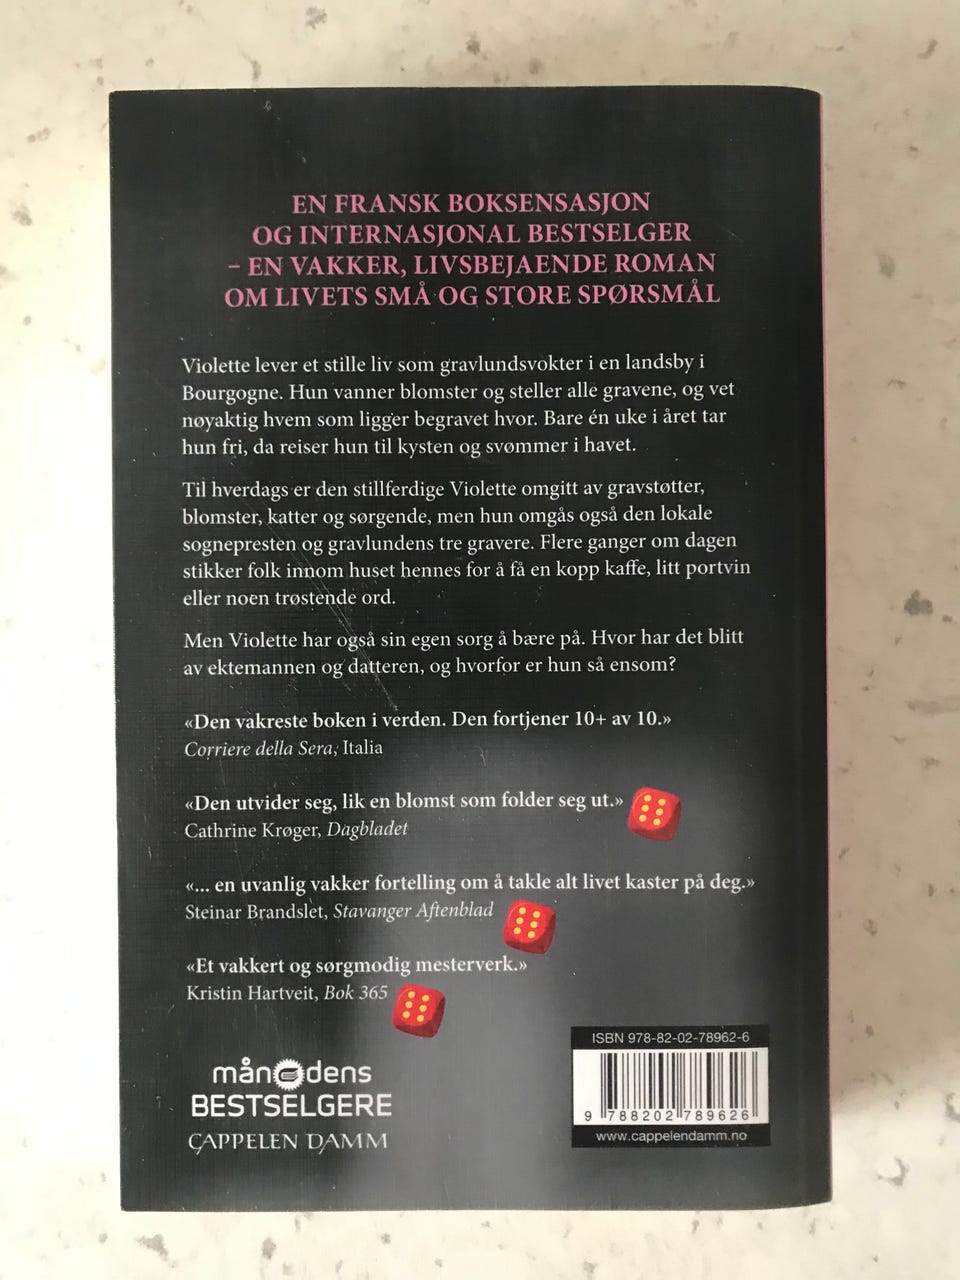 EN FRANSK BOKSENSASJON
OG INTERNASJONAL BESTSELGER
– EN VAKKER, LIVSBEJAENDE ROMAN
OM LIVETS SMÅ OG STORE SPØRSMÅL
Violette lever et stille liv som gravlundsvokter i en landsby i
Bourgogne. Hun vanner blomster og steller alle gravene, og vet
nøyaktig hvem som ligger begravet hvor. Bare én uke i året tar
hun fri, da reiser hun til kysten og svømmer i havet.
Til hverdags er den stillferdige Violette omgitt av gravstøtter,
blomster, katter og sørgende, men hun omgås også den lokale
sognepresten og gravlundens tre gravere. Flere ganger om dagen
stikker folk innom huset hennes for å få en kopp kaffe, litt portvin
eller noen trøstende ord.
Men Violette har også sin egen sorg å bære på. Hvor har det blitt
av ektemannen og datteren, og hvorfor er hun så ensom?
«Den vakreste boken i verden. Den fortjener 10+ av 10.»
Corriere della Sera, Italia
«Den utvider seg, lik en blomst som folder seg ut.»
Cathrine Krøger, Dagbladet
«... en uvanlig vakker fortelling om å takle alt livet kaster på deg.»
Steinar Brandslet, Stavanger Aftenblad
«Et vakkert og sørgmodig mesterverk.»
Kristin Hartveit, Bok 365
månedens
BESTSELGERE
CAPPELEN DAMM
ISBN 978-82-02-78962-6
9 788202 789626
www.cappelendamm.no